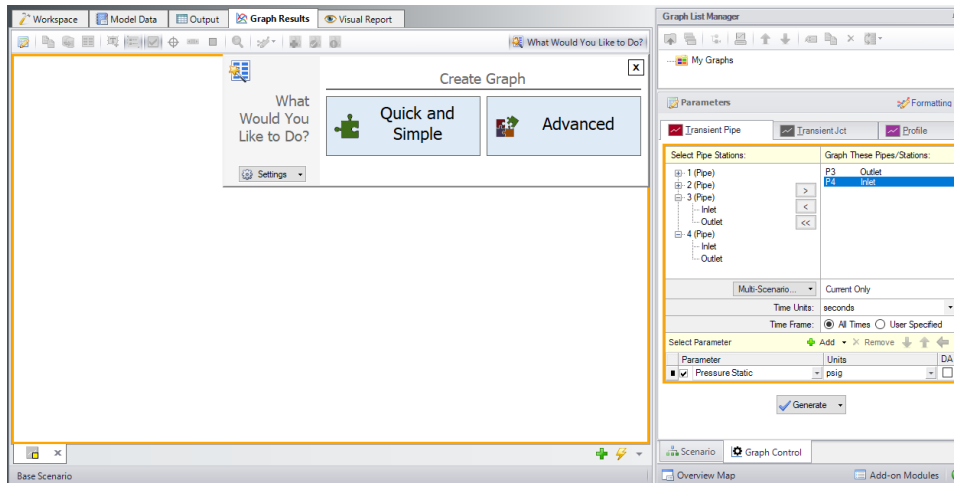 Workspace
Model Data
Output
Graph Results
Visual Report
What Would You Like to Do?
What
Would You
Like to Do?
Settings
Create Graph
x
Quick and
Simple
Advanced
Base Scenario
Graph List Manager
My Graphs
Parameters
Formatting
Transient Pipe
Transient Jct
Profile
Select Pipe Stations:
Graph These Pipes/Stations:
1 (Pipe)
2 (Pipe)
3 (Pipe)
Inlet
Outlet
4 (Pipe)
Inlet
Outlet
>
<
<<
P3 Outlet
P4 Inlet
Multi-Scenario...
Current Only
Time Units:
seconds
Time Frame:
All Times
User Specified
Select Parameter
Add
Remove
Parameter
Units
DA
Pressure Static
psig
Generate
Scenario
Graph Control
Overview Map
Add-on Modules